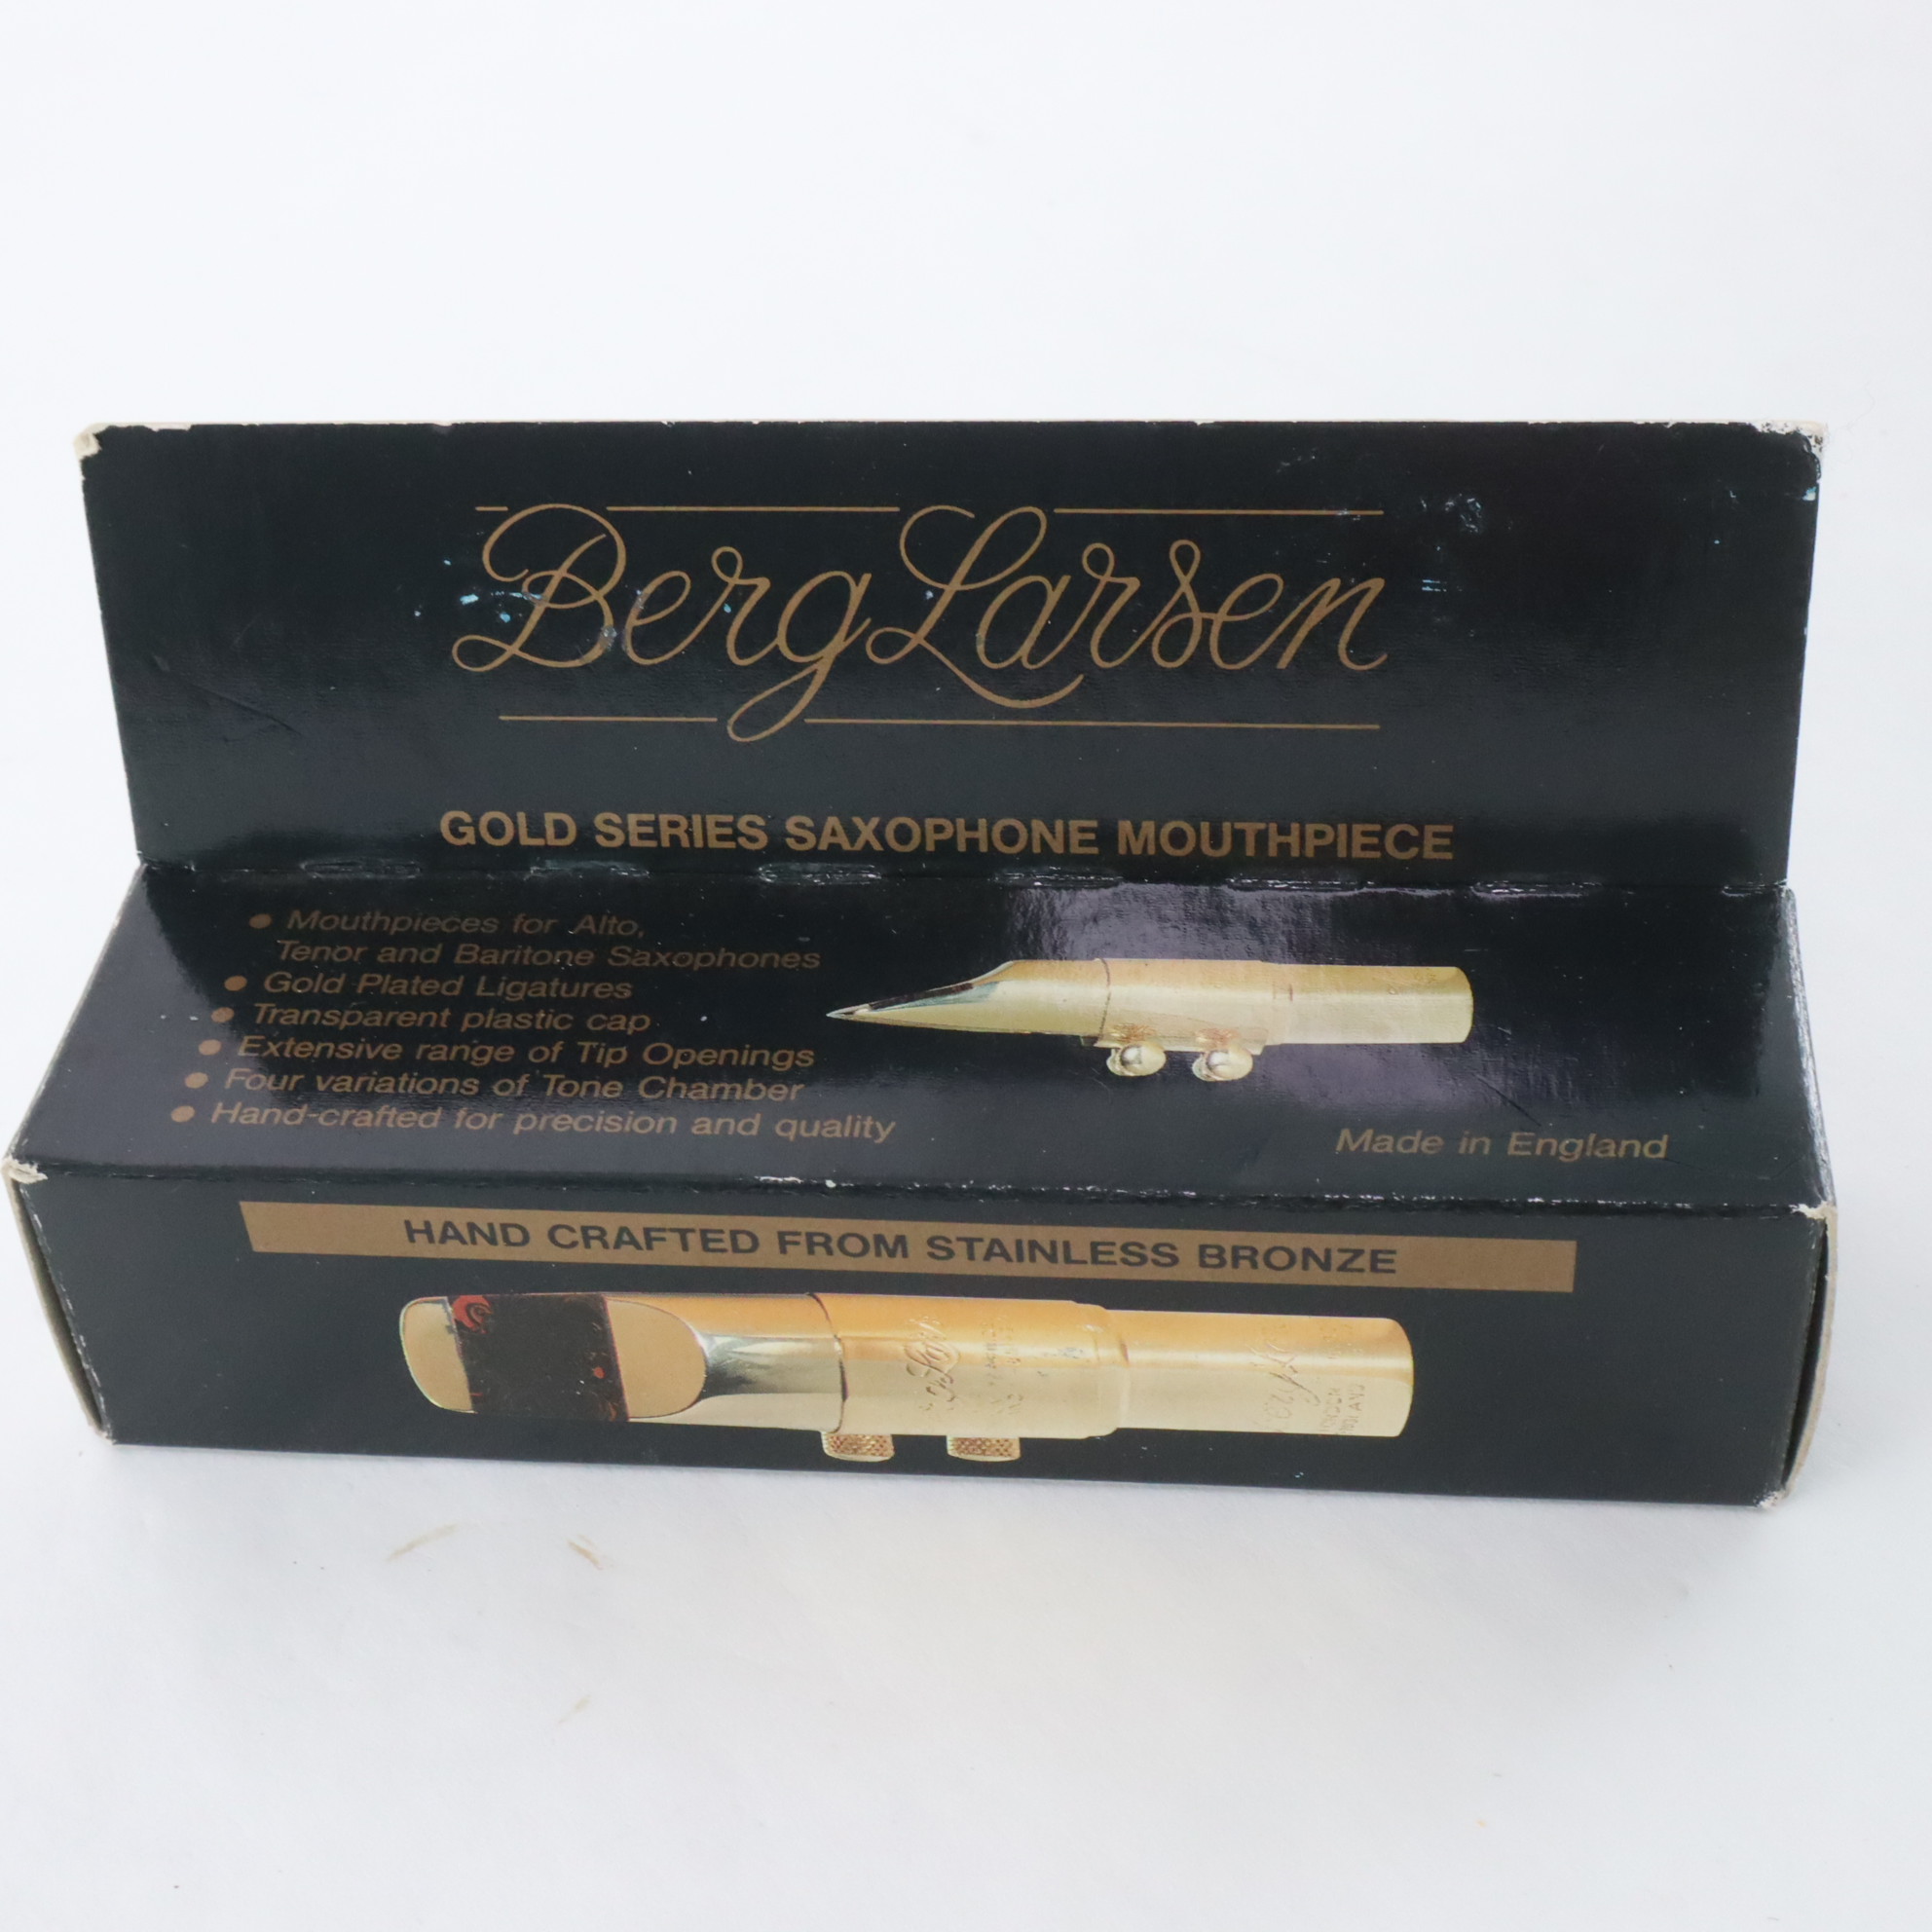 Berg Larsen
GOLD SERIES SAXOPHONE MOUTHPIECE
• Mouthpieces for Alto,
Tenor and Baritone Saxophones
• Gold Plated Ligatures
• Transparent plastic cap
• Extensive range of Tip Openings
• Four variations of Tone Chamber
• Hand-crafted for precision and quality
Made in England
HAND CRAFTED FROM STAINLESS BRONZE